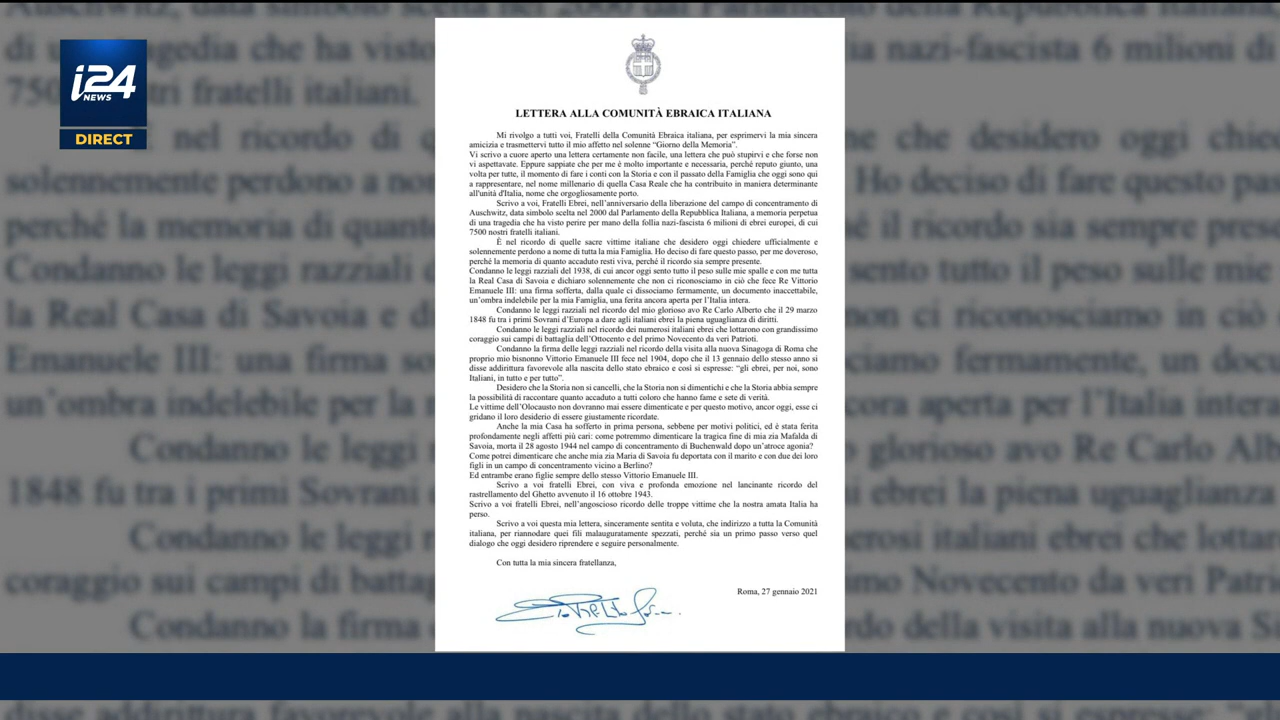 i24
NEWS
DIRECT
LETTERA ALLA COMUNITÀ EBRAICA ITALIANA
Mi rivolgo a tutti voi, Fratelli della Comunità Ebraica italiana, per esprimervi la mia sincera
amicizia e trasmettervi tutto il mio affetto nel solenne “Giorno della Memoria”.
Vi scrivo a cuore aperto una lettera certamente non facile, una lettera che può stupirvi e che forse non
vi aspettavate. Eppure sappiate che per me è molto importante e necessaria, perché reputo giunto, una
volta per tutte, il momento di fare i conti con la Storia e con il passato della Famiglia che oggi sono qui
a rappresentare, nel nome millenario di quella Casa Reale che ha contribuito in maniera determinante
all'unità d'Italia, nome che orgogliosamente porto.
Scrivo a voi, Fratelli Ebrei, nell’anniversario della liberazione del campo di concentramento di
Auschwitz, data simbolo scelta nel 2000 dal Parlamento della Repubblica Italiana, a memoria perpetua
di una tragedia che ha visto perire per mano della follia nazi-fascista 6 milioni di ebrei europei, di cui
7500 nostri fratelli italiani.
È nel ricordo di quelle sacre vittime italiane che desidero oggi chiedere ufficialmente e
solennemente perdono a nome di tutta la mia Famiglia. Ho deciso di fare questo passo, per me doveroso,
perché la memoria di quanto accaduto resti viva, perché il ricordo sia sempre presente.
Condanno le leggi razziali del 1938, di cui ancor oggi sento tutto il peso sulle mie spalle e con me tutta
la Real Casa di Savoia e dichiaro solennemente che non ci riconosciamo in ciò che fece Re Vittorio
Emanuele III: una firma sofferta, dalla quale ci dissociamo fermamente, un documento inaccettabile,
un’ombra indelebile per la mia Famiglia, una ferita ancora aperta per l’Italia intera.
Condanno le leggi razziali nel ricordo del mio glorioso avo Re Carlo Alberto che il 29 marzo
1848 fu tra i primi Sovrani d’Europa a dare agli italiani ebrei la piena uguaglianza di diritti.
Condanno le leggi razziali nel ricordo dei numerosi italiani ebrei che lottarono con grandissimo
coraggio sui campi di battaglia dell’Ottocento e del primo Novecento da veri Patrioti.
Condanno la firma delle leggi razziali nel ricordo della visita alla nuova Sinagoga di Roma che
proprio mio bisnonno Vittorio Emanuele III fece nel 1904, dopo che il 13 gennaio dello stesso anno si
disse addirittura favorevole alla nascita dello stato ebraico e così si espresse: “gli ebrei, per noi, sono
Italiani, in tutto e per tutto”.
Desidero che la Storia non si cancelli, che la Storia non si dimentichi e che la Storia abbia sempre
la possibilità di raccontare quanto accaduto a tutti coloro che hanno fame e sete di verità.
Le vittime dell’Olocausto non dovranno mai essere dimenticate e per questo motivo, ancor oggi, esse ci
gridano il loro desiderio di essere giustamente ricordate.
Anche la mia Casa ha sofferto in prima persona, sebbene per motivi politici, ed è stata ferita
profondamente negli affetti più cari: come potremmo dimenticare la tragica fine di mia zia Mafalda di
Savoia, morta il 28 agosto 1944 nel campo di concentramento di Buchenwald dopo un’atroce agonia?
Come potrei dimenticare che anche mia zia Maria di Savoia fu deportata con il marito e con due dei loro
figli in un campo di concentramento vicino a Berlino?
Ed entrambe erano figlie sempre dello stesso Vittorio Emanuele III.
Scrivo a voi fratelli Ebrei, con viva e profonda emozione nel lancinante ricordo del
rastrellamento del Ghetto avvenuto il 16 ottobre 1943.
Scrivo a voi fratelli Ebrei, nell’angoscioso ricordo delle troppe vittime che la nostra amata Italia ha
perso.
Scrivo a voi questa mia lettera, sinceramente sentita e voluta, che indirizzo a tutta la Comunità
italiana, per riannodare quei fili malauguratamente spezzati, perché sia un primo passo verso quel
dialogo che oggi desidero riprendere e seguire personalmente.
Con tutta la mia sincera fratellanza,
Roma, 27 gennaio 2021